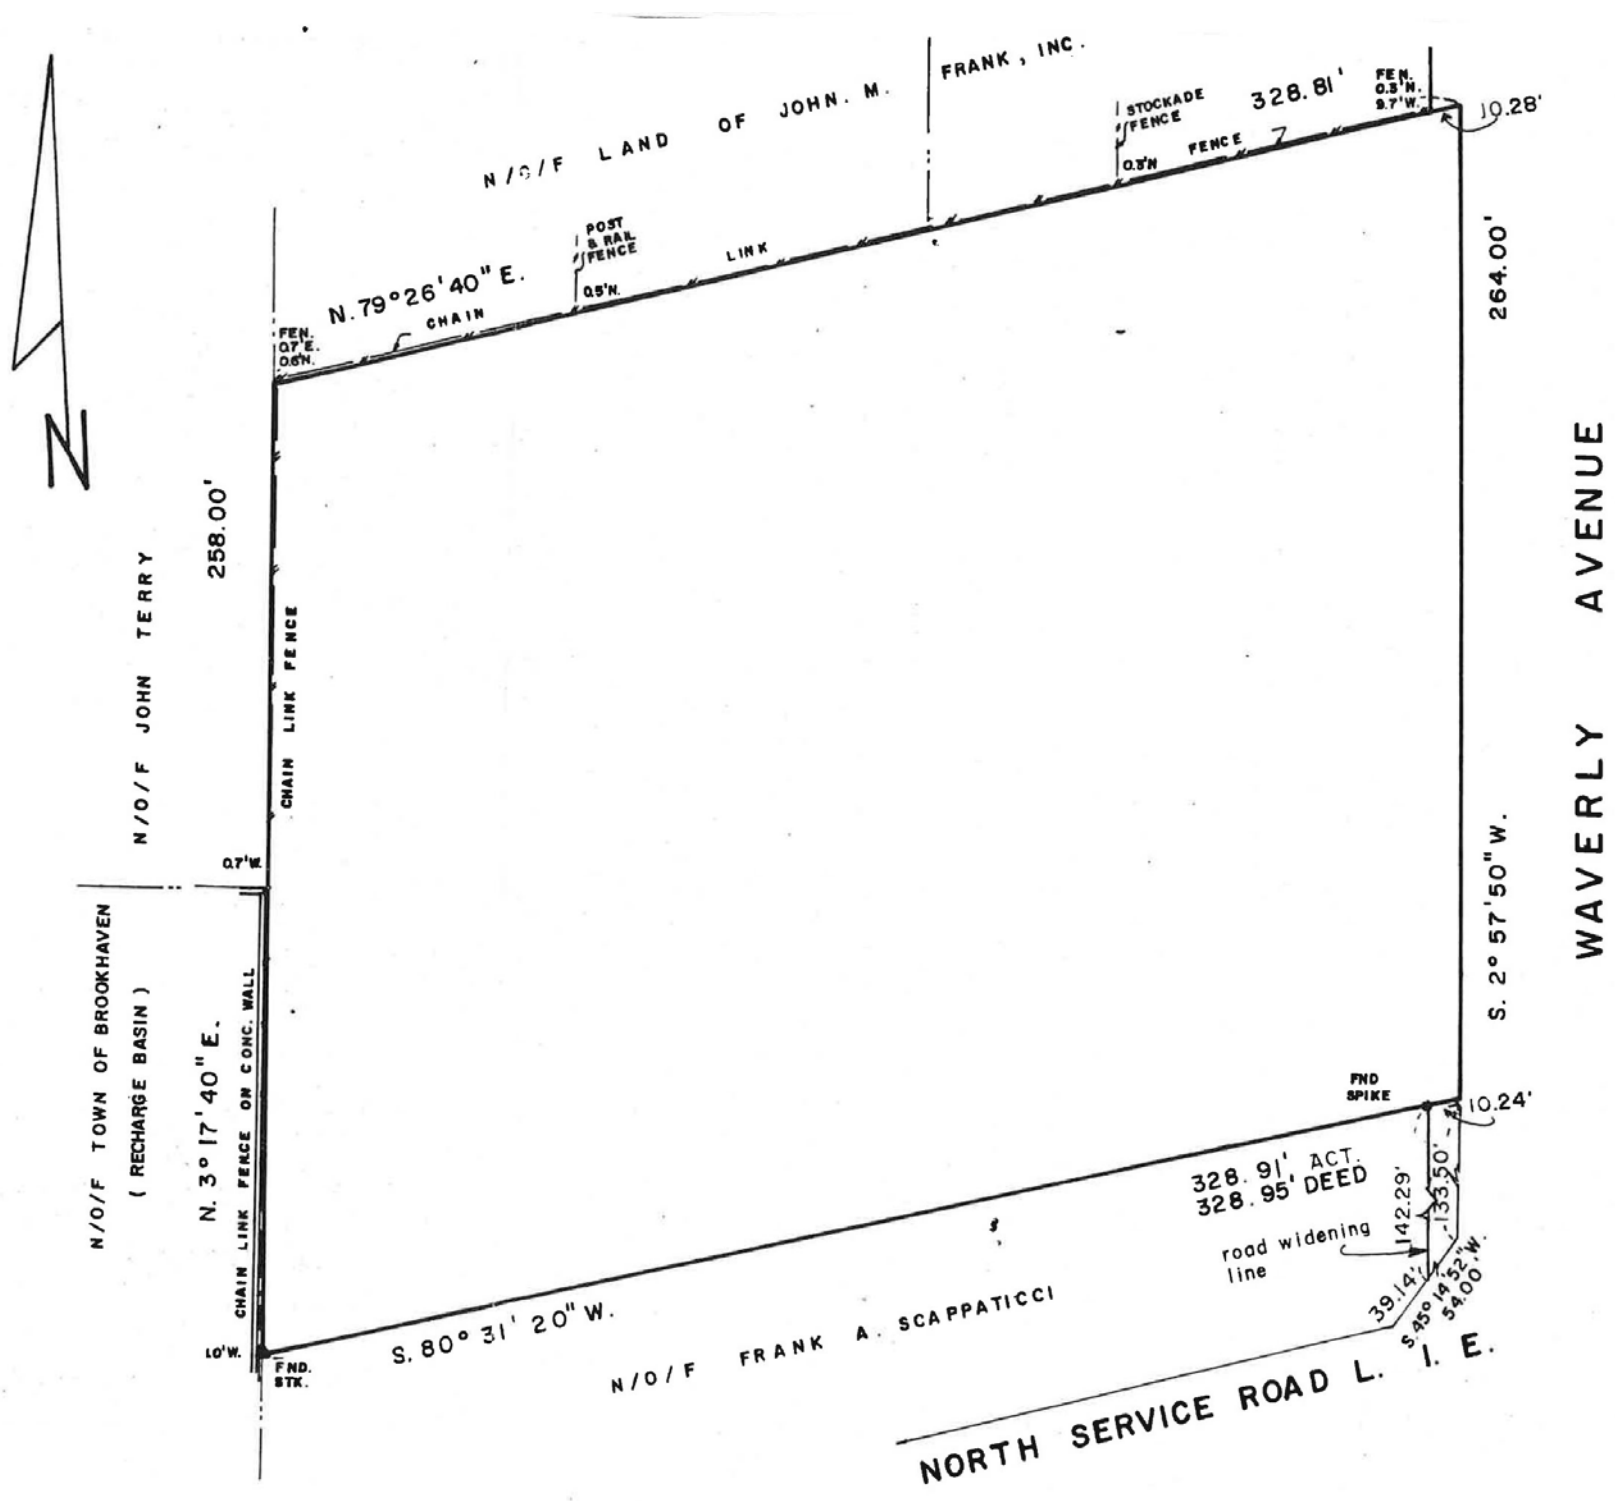 N/O/F LAND OF JOHN. M. FRANK, INC.
STOCKADE
FENCE
328.81'
FEN.
0.3'N.
9.7'W.
10.28'
0.3'N
FENCE
POST
& RAIL
FENCE
LINK
N. 79° 26' 40" E.
0.5'N.
CHAIN
FEN.
0.7'E.
0.6'N.
264.00'
N
258.00'
N/O/F JOHN TERRY
CHAIN LINK FENCE
WAVERLY AVENUE
S. 2° 57' 50" W.
0.7'W.
N/O/F TOWN OF BROOKHAVEN
( RECHARGE BASIN )
N. 3° 17' 40" E.
CHAIN LINK FENCE ON CONC. WALL
FND
SPIKE
10.24'
328.91' ACT.
328.95' DEED
142.29'
133.50'
road widening
line
39.14'
S. 45° 14' 52" W.
54.00'
1.0'W.
FND.
STK.
S. 80° 31' 20" W.
N/O/F FRANK A. SCAPPATICCI
NORTH SERVICE ROAD L. I. E.